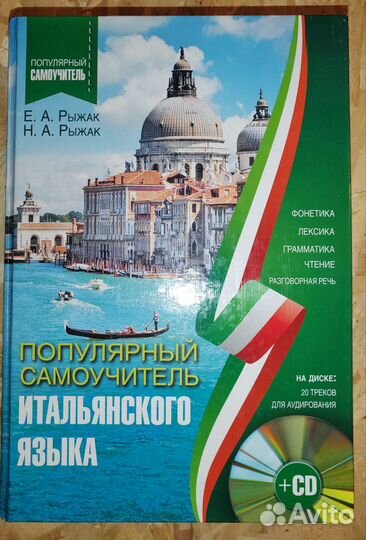 ПОПУЛЯРНЫЙ
САМОУЧИТЕЛЬ
Е. А. Рыжак
Н. А. Рыжак
ФОНЕТИКА
ЛЕКСИКА
ГРАММАТИКА
ЧТЕНИЕ
РАЗГОВОРНАЯ РЕЧЬ
ПОПУЛЯРНЫЙ
САМОУЧИТЕЛЬ
ИТАЛЬЯНСКОГО
ЯЗЫКА
НА ДИСКЕ:
20 ТРЕКОВ
ДЛЯ АУДИРОВАНИЯ
+CD
Avito